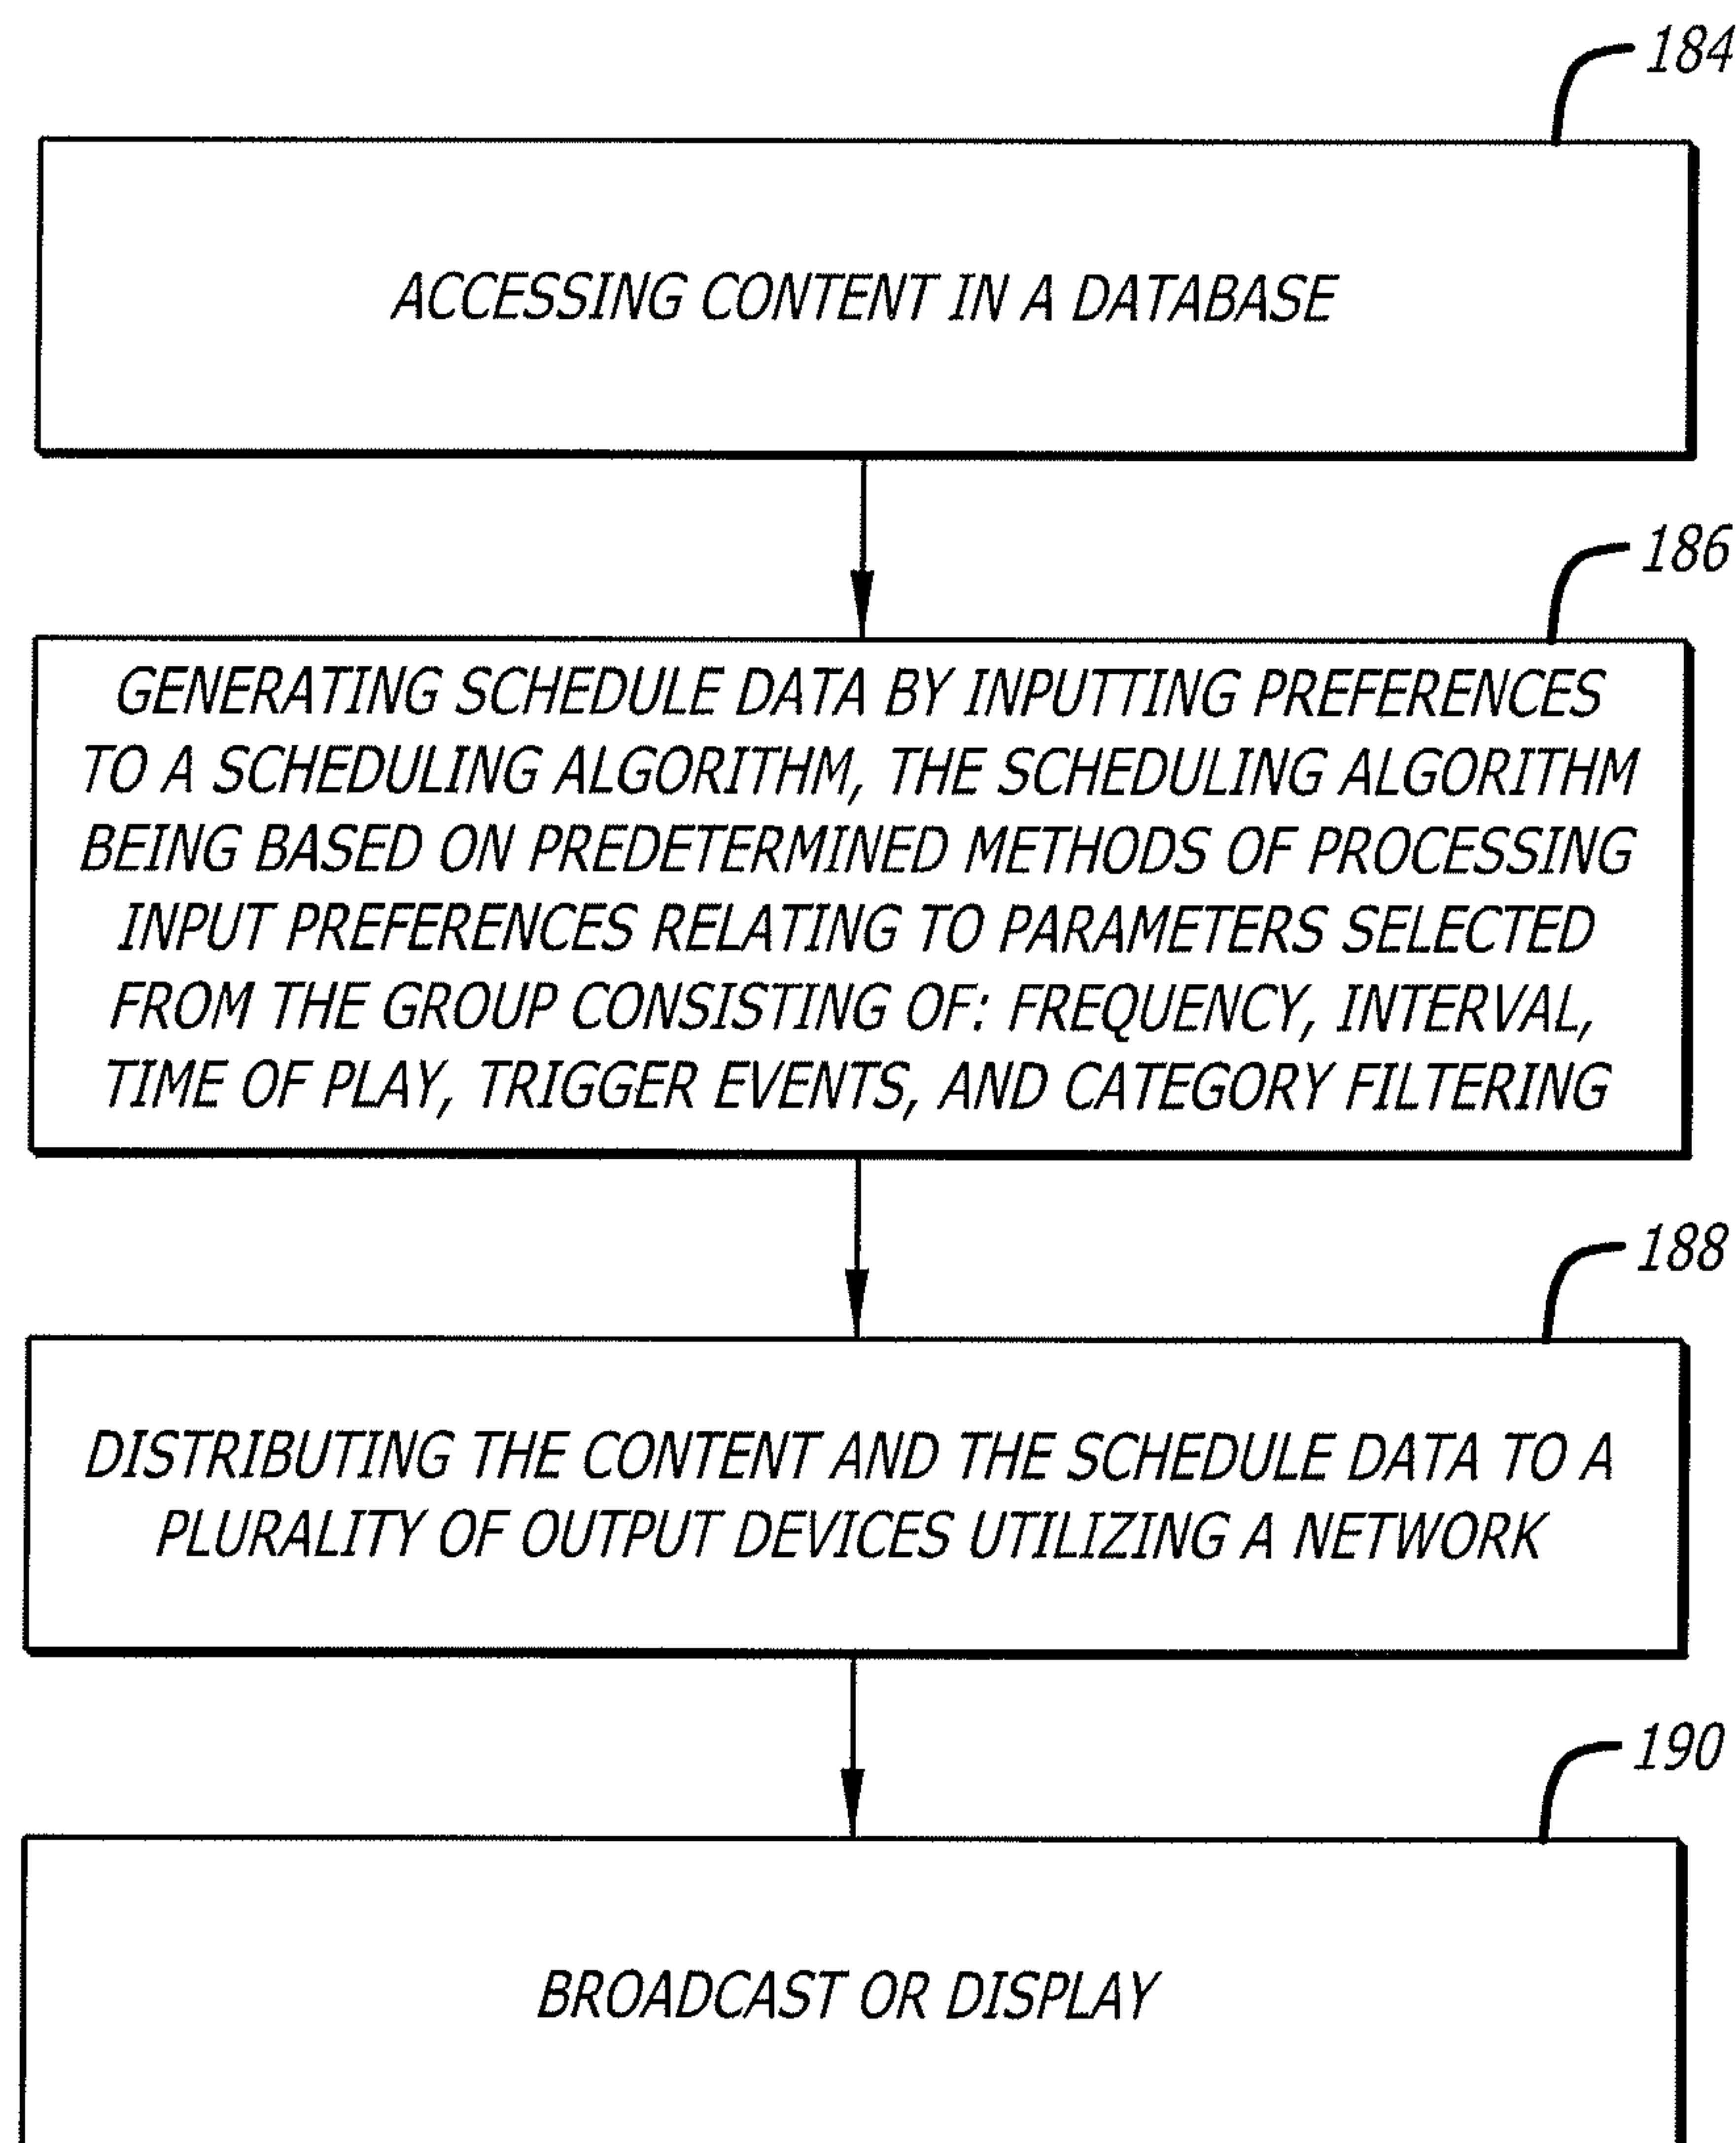 184
ACCESSING CONTENT IN A DATABASE
186
GENERATING SCHEDULE DATA BY INPUTTING PREFERENCES
TO A SCHEDULING ALGORITHM, THE SCHEDULING ALGORITHM
BEING BASED ON PREDETERMINED METHODS OF PROCESSING
INPUT PREFERENCES RELATING TO PARAMETERS SELECTED
FROM THE GROUP CONSISTING OF: FREQUENCY, INTERVAL,
TIME OF PLAY, TRIGGER EVENTS, AND CATEGORY FILTERING
188
DISTRIBUTING THE CONTENT AND THE SCHEDULE DATA TO A
PLURALITY OF OUTPUT DEVICES UTILIZING A NETWORK
190
BROADCAST OR DISPLAY